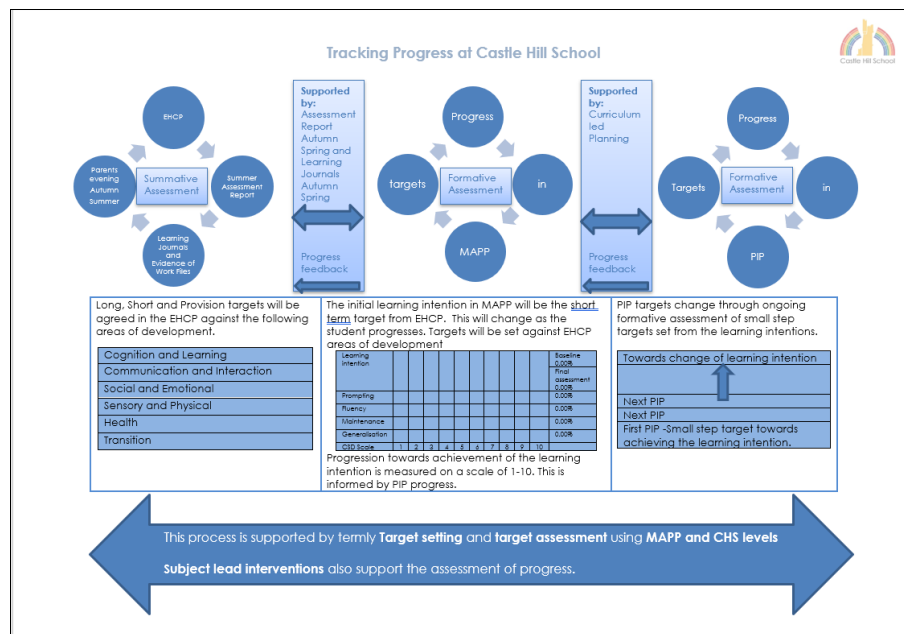 Tracking Progress at Castle Hill School
Castle Hill School
EHCP
Parents
evening
Autumn
Summer
Summative
Assessment
Summer
Assessment
Report
Learning
Journals
and
Evidence of
Work Files
Supported
by:
Assessment
Report
Autumn
Spring and
Learning
Journals
Autumn
Spring
Progress
feedback
Progress
targets
Formative
Assessment
in
MAPP
Supported
by:
Curriculum
led
Planning
Progress
feedback
Progress
Targets
Formative
Assessment
in
PIP
Long, Short and Provision targets will be
agreed in the EHCP against the following
areas of development.
Cognition and Learning
Communication and Interaction
Social and Emotional
Sensory and Physical
Health
Transition
The initial learning intention in MAPP will be the short
term target from EHCP. This will change as the
student progresses. Targets will be set against EHCP
areas of development
Learning
intention
Baseline
0.00%
Final
assessment
0.00%
Prompting 0.00%
Fluency 0.00%
Maintenance 0.00%
Generalisation 0.00%
CSD Scale 1 2 3 4 5 6 7 8 9 10
Progression towards achievement of the learning
intention is measured on a scale of 1-10. This is
informed by PIP progress.
PIP targets change through ongoing
formative assessment of small step
targets set from the learning intentions.
Towards change of learning intention
Next PIP
Next PIP
First PIP -Small step target towards
achieving the learning intention.
This process is supported by termly Target setting and target assessment using MAPP and CHS levels
Subject lead interventions also support the assessment of progress.